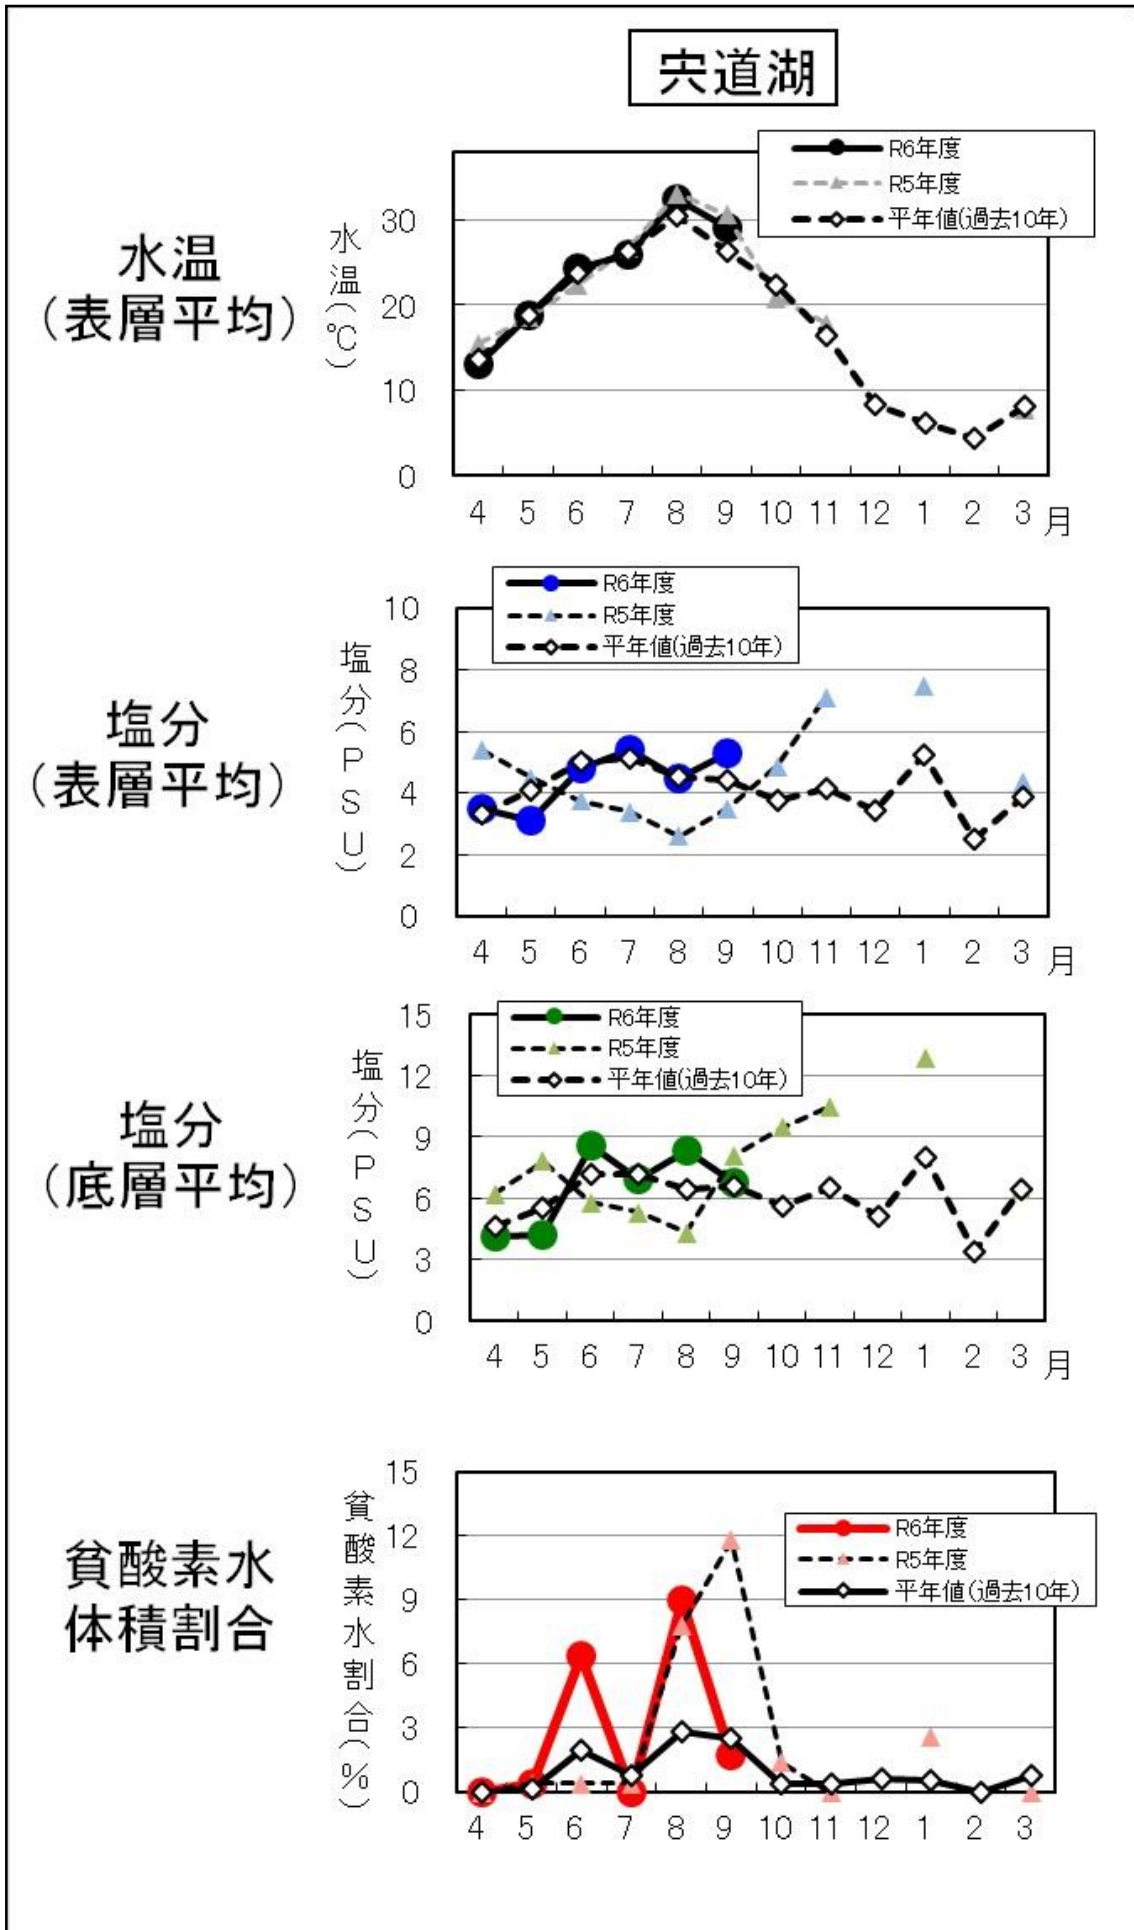 宍道湖
水温
(表層平均)
水温(℃)
R6年度
R5年度
平年値(過去10年)
30
20
10
0
4 5 6 7 8 9 10 11 12 1 2 3 月
塩分
(表層平均)
塩分(PSU)
R6年度
R5年度
平年値(過去10年)
10
8
6
4
2
0
4 5 6 7 8 9 10 11 12 1 2 3 月
塩分
(底層平均)
塩分(PSU)
R6年度
R5年度
平年値(過去10年)
15
12
9
6
3
0
4 5 6 7 8 9 10 11 12 1 2 3 月
貧酸素水
体積割合
貧酸素水割合(%)
R6年度
R5年度
平年値(過去10年)
15
12
9
6
3
0
4 5 6 7 8 9 10 11 12 1 2 3